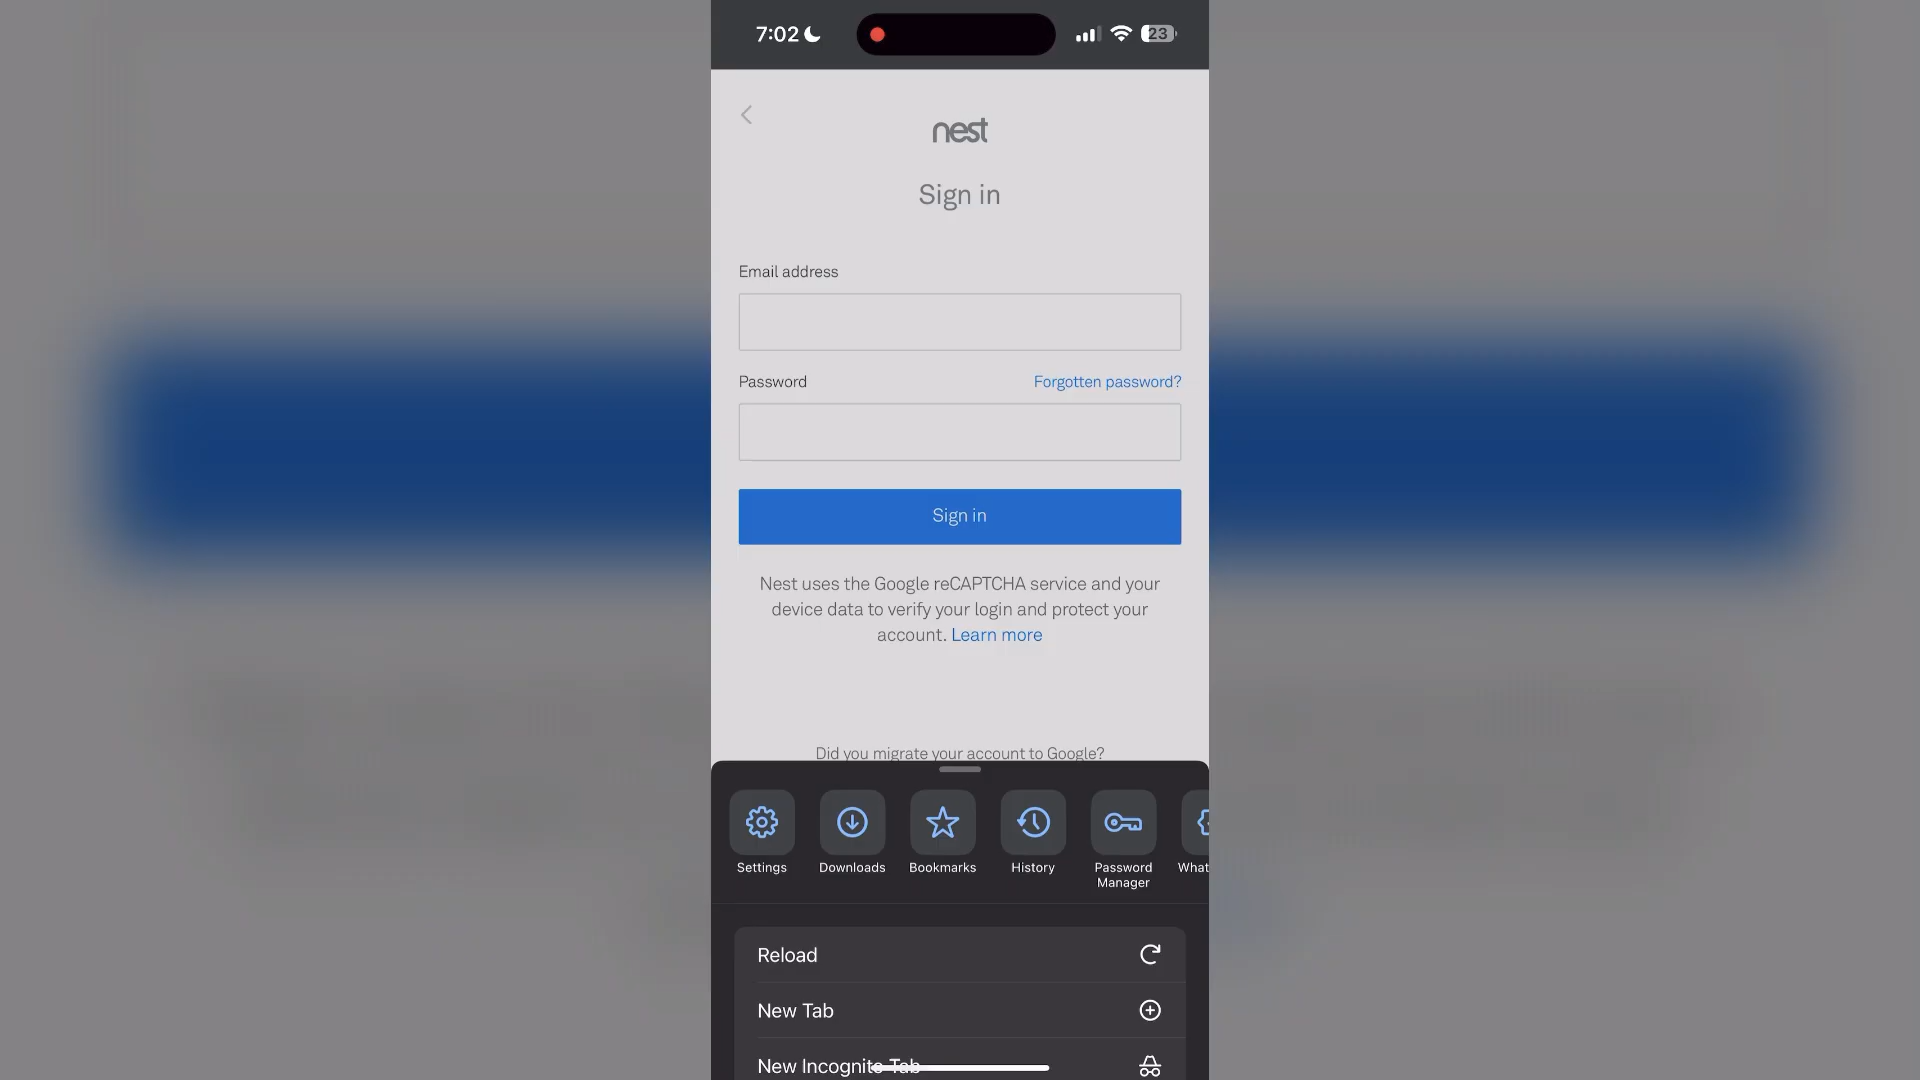 7:02
23
nest
Sign in
Email address
Password
Forgotten password?
Sign in
Nest uses the Google reCAPTCHA service and your
device data to verify your login and protect your
account. Learn more
Did you migrate your account to Google?
Settings
Downloads
Bookmarks
History
Password
Manager
What
Reload
New Tab
New Incognito Tab